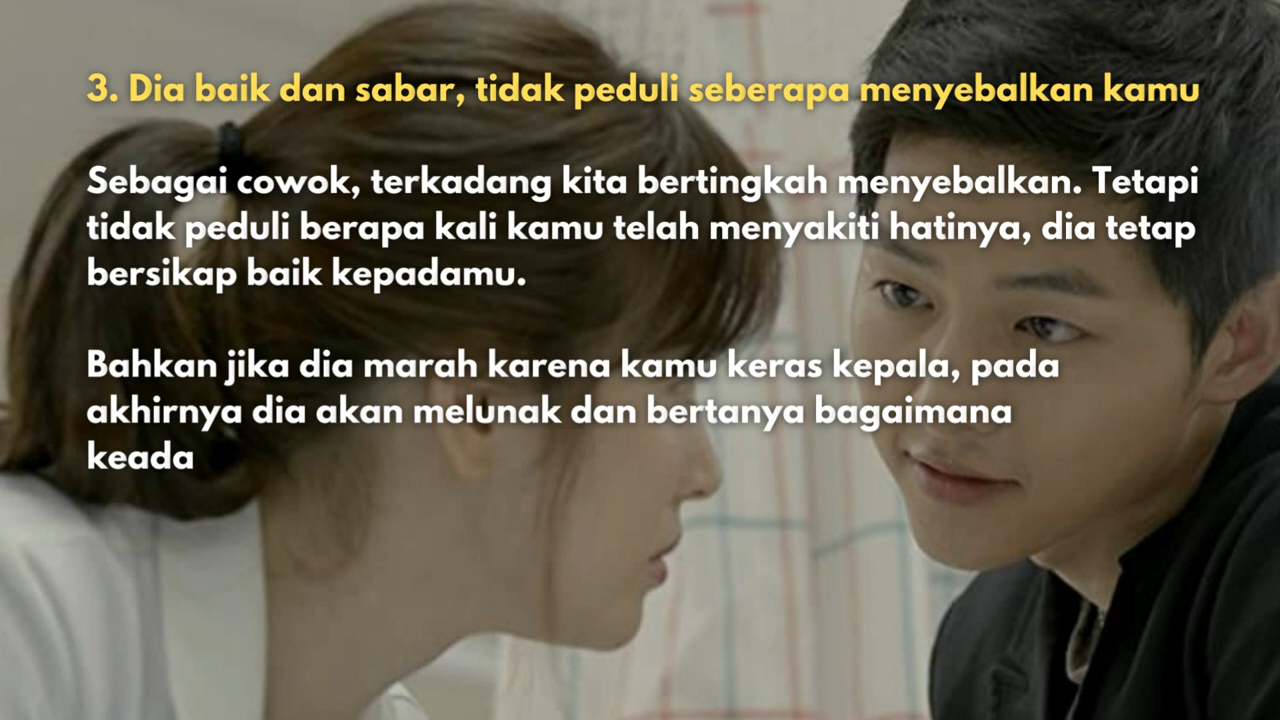 3. Dia baik dan sabar, tidak peduli seberapa menyebalkan kamu
Sebagai cowok, terkadang kita bertingkah menyebalkan. Tetapi
tidak peduli berapa kali kamu telah menyakiti hatinya, dia tetap
bersikap baik kepadamu.
Bahkan jika dia marah karena kamu keras kepala, pada
akhirnya dia akan melunak dan bertanya bagaimana
keada